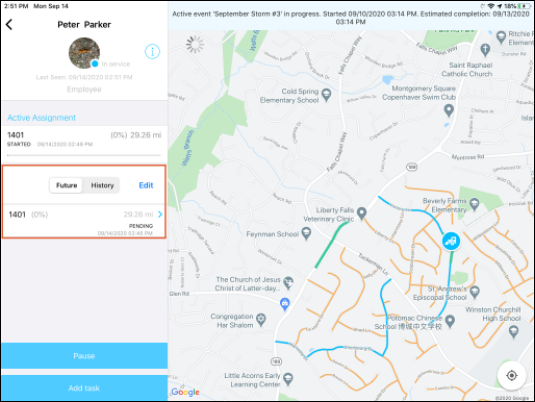 2:51 PM Mon Sep 14
18%
Peter Parker
In service
Last Seen: 09/14/2020 02:51 PM
Employee
Active Assignment
1401 (0%) 29.26 mi
STARTED 09/14/2020 02:49 PM
Future History Edit
1401 (0%) 29.26 mi
PENDING
09/14/2020 02:45 PM
Pause
Add task
Active event 'September Storm #3' in progress. Started 09/10/2020 03:14 PM. Estimated completion: 09/13/2020
03:14 PM
Ritchie P
Elemen
Saint Raphael
Catholic Church
Montgomery Square
Copenhaver Swim Club
Cold Spring
Elementary School
Falls Chapel Way
Montrose Rd
Beverly Farms
Elementary
Liberty Falls
Veterinary Clinic
Feynman School
Tuckerman Ln
The Church of Jesus
Christ of Latter-day...
Glen Rd
St. Andrew's
Episcopal School
Winston Churchill
High School
Potomac Chinese
School 博城中文学校
Congregation
Har Shalom
189
Little Acorns Early
Learning Center
Google
©2020 Google